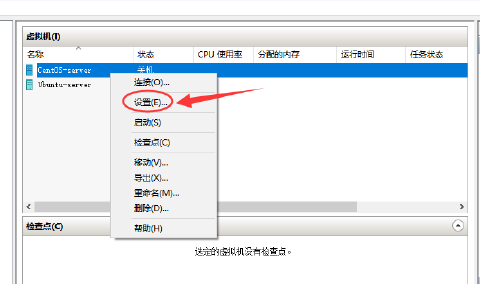 虚拟机(I)
名称 状态 CPU 使用率 分配的内存 运行时间 任务状态
CentOS-server 关机
Ubuntu-server
连接(O)...
设置(E)...
启动(S)
检查点(C)
移动(V)...
导出(X)...
重命名(M)...
删除(D)...
帮助(H)
检查点(C)
选定的虚拟机没有检查点。